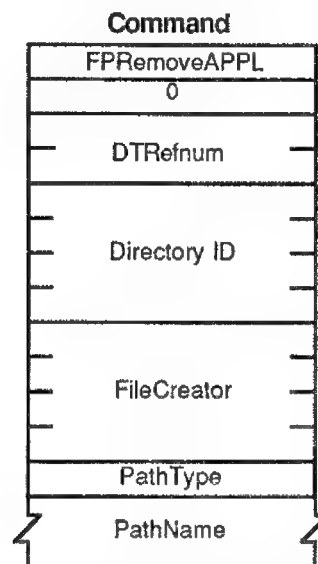 Command
FPRemoveAPPL
0
DTRefnum
Directory ID
FileCreator
PathType
PathName